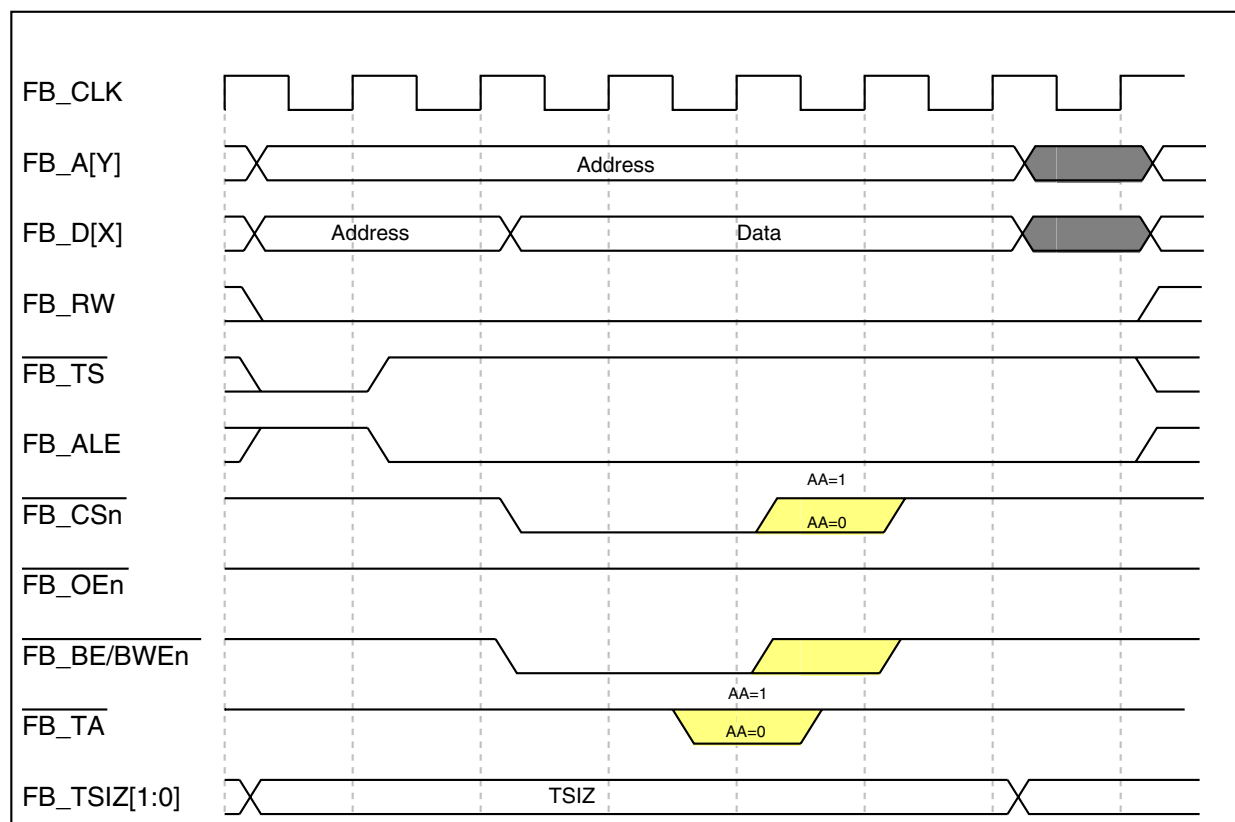 FB_CLK
FB_A[Y] Address
FB_D[X] Address Data
FB_RW
FB_TS
FB_ALE
AA=1
FB_CSn AA=0
FB_OEn
FB_BE/BWEn
AA=1
FB_TA AA=0
FB_TSIZ[1:0] TSIZ